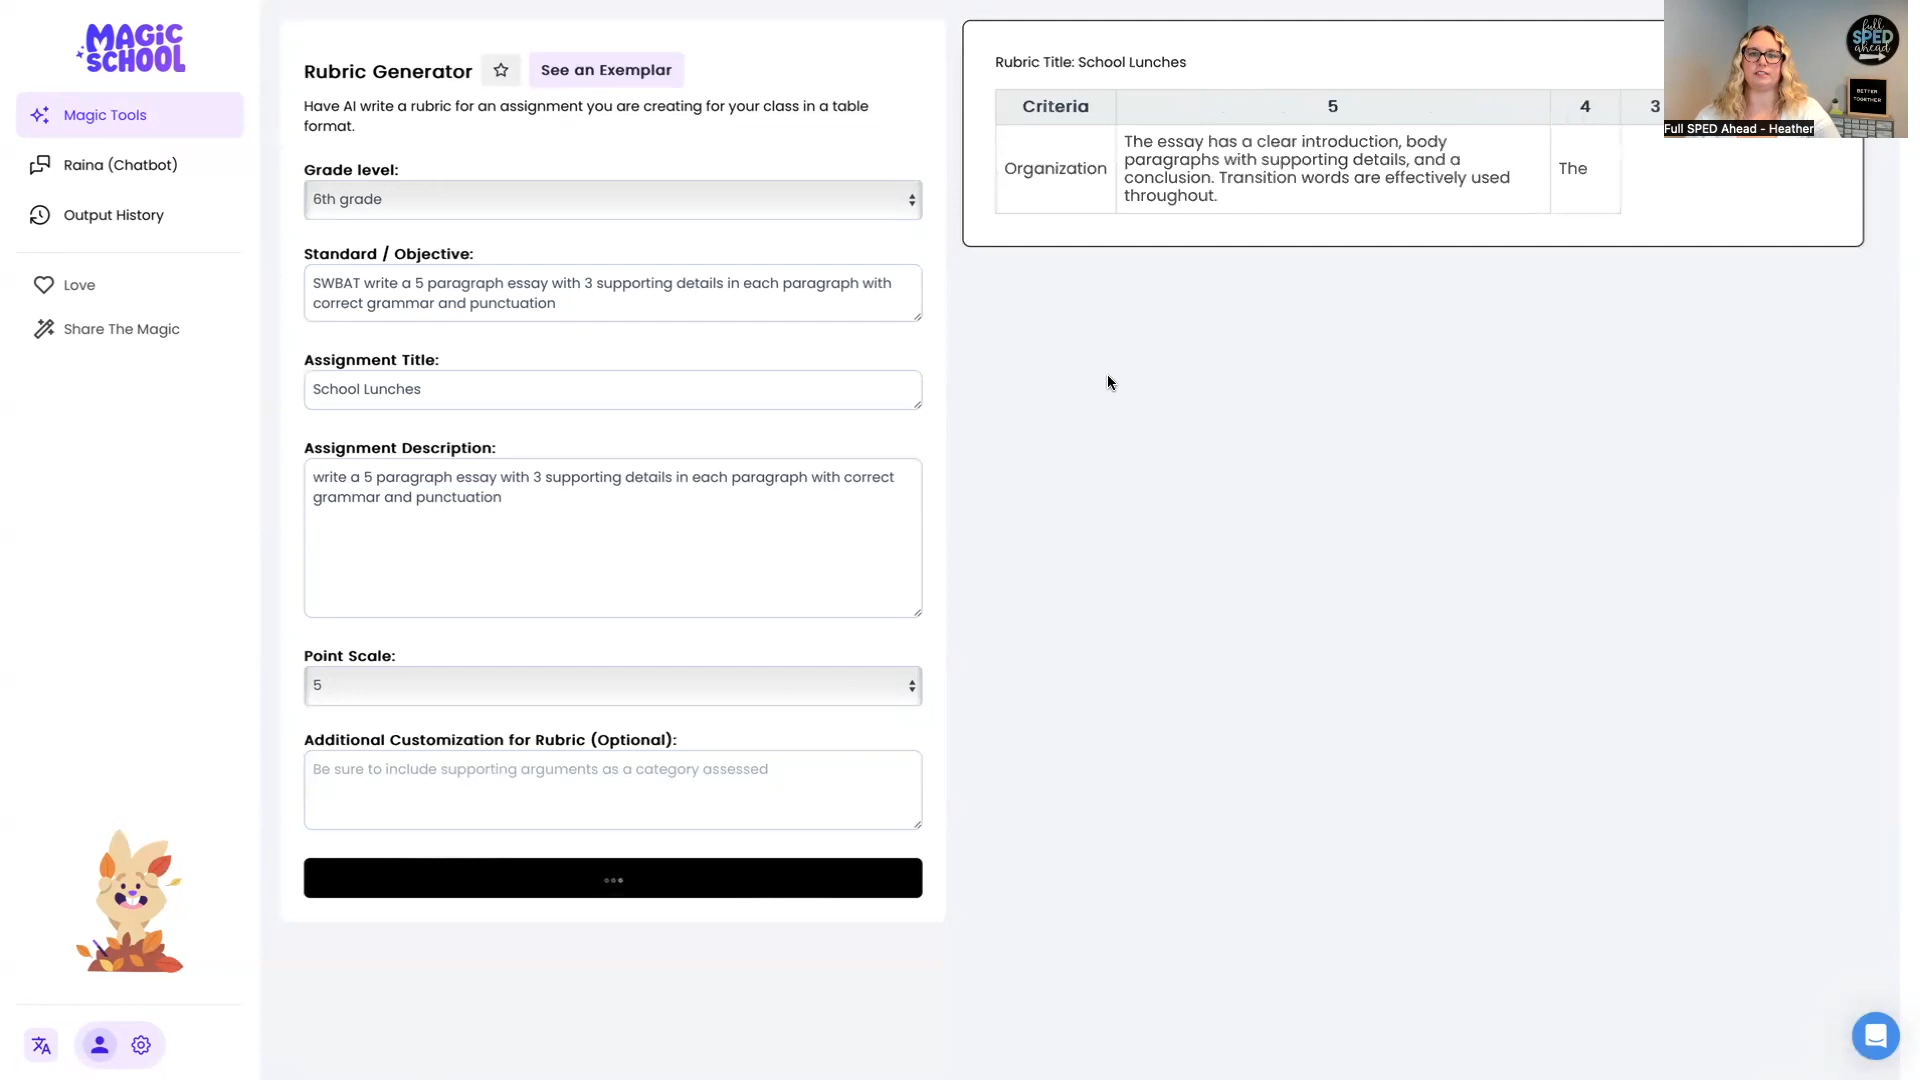 MAGIC
SCHOOL
Magic Tools
Raina (Chatbot)
Output History
Love
Share The Magic
Rubric Generator
See an Exemplar
Have AI write a rubric for an assignment you are creating for your class in a table
format.
Grade level:
6th grade
Standard / Objective:
SWBAT write a 5 paragraph essay with 3 supporting details in each paragraph with
correct grammar and punctuation
Assignment Title:
School Lunches
Assignment Description:
write a 5 paragraph essay with 3 supporting details in each paragraph with correct
grammar and punctuation
Point Scale:
5
Additional Customization for Rubric (Optional):
Be sure to include supporting arguments as a category assessed
Rubric Title: School Lunches
Criteria 5 4 3
Organization
The essay has a clear introduction, body
paragraphs with supporting details, and a
conclusion. Transition words are effectively used
throughout.
The
full
SPED
ahead
BETTER
TOGETHER
Full SPED Ahead - Heather